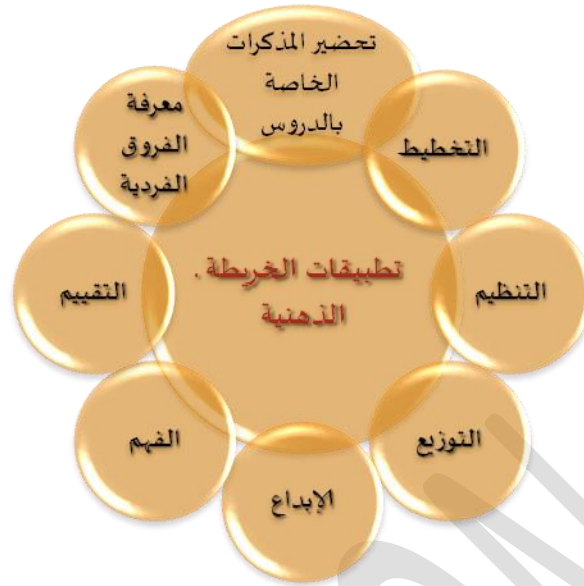 تحضير المذكرات
الخاصة
بالدروس
التخطيط
التنظيم
التوزيع
الإبداع
الفهم
التقييم
معرفة
الفروق
الفردية
تطبيقات الخريطة .
الذهنية